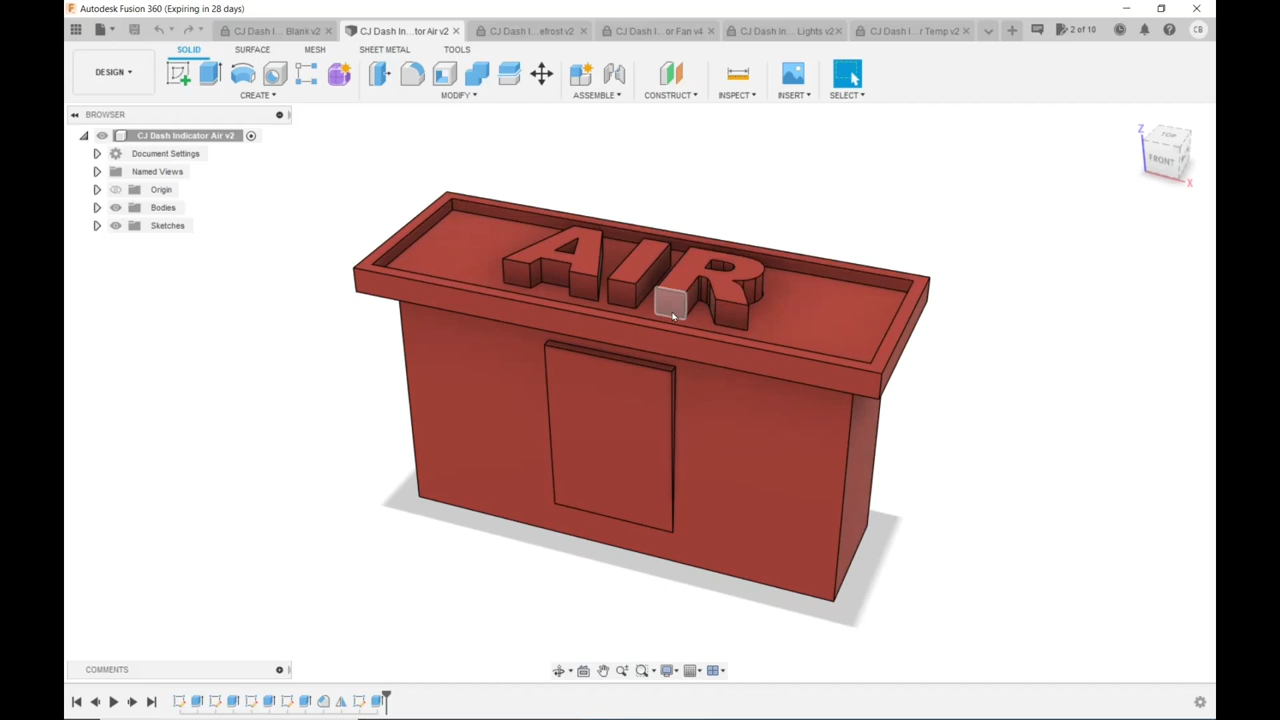 Autodesk Fusion 360 (Expiring in 28 days)
CJ Dash I... Blank v2
CJ Dash In...tor Air v2
CJ Dash I...efrost v2
CJ Dash I...or Fan v4
CJ Dash In... Lights v2
CJ Dash I...r Temp v2
2 of 10
CB
SOLID
SURFACE
MESH
SHEET METAL
TOOLS
DESIGN
CREATE
MODIFY
ASSEMBLE
CONSTRUCT
INSPECT
INSERT
SELECT
BROWSER
CJ Dash Indicator Air v2
Document Settings
Named Views
Origin
Bodies
Sketches
Z
TOP
FRONT
X
AIR
COMMENTS